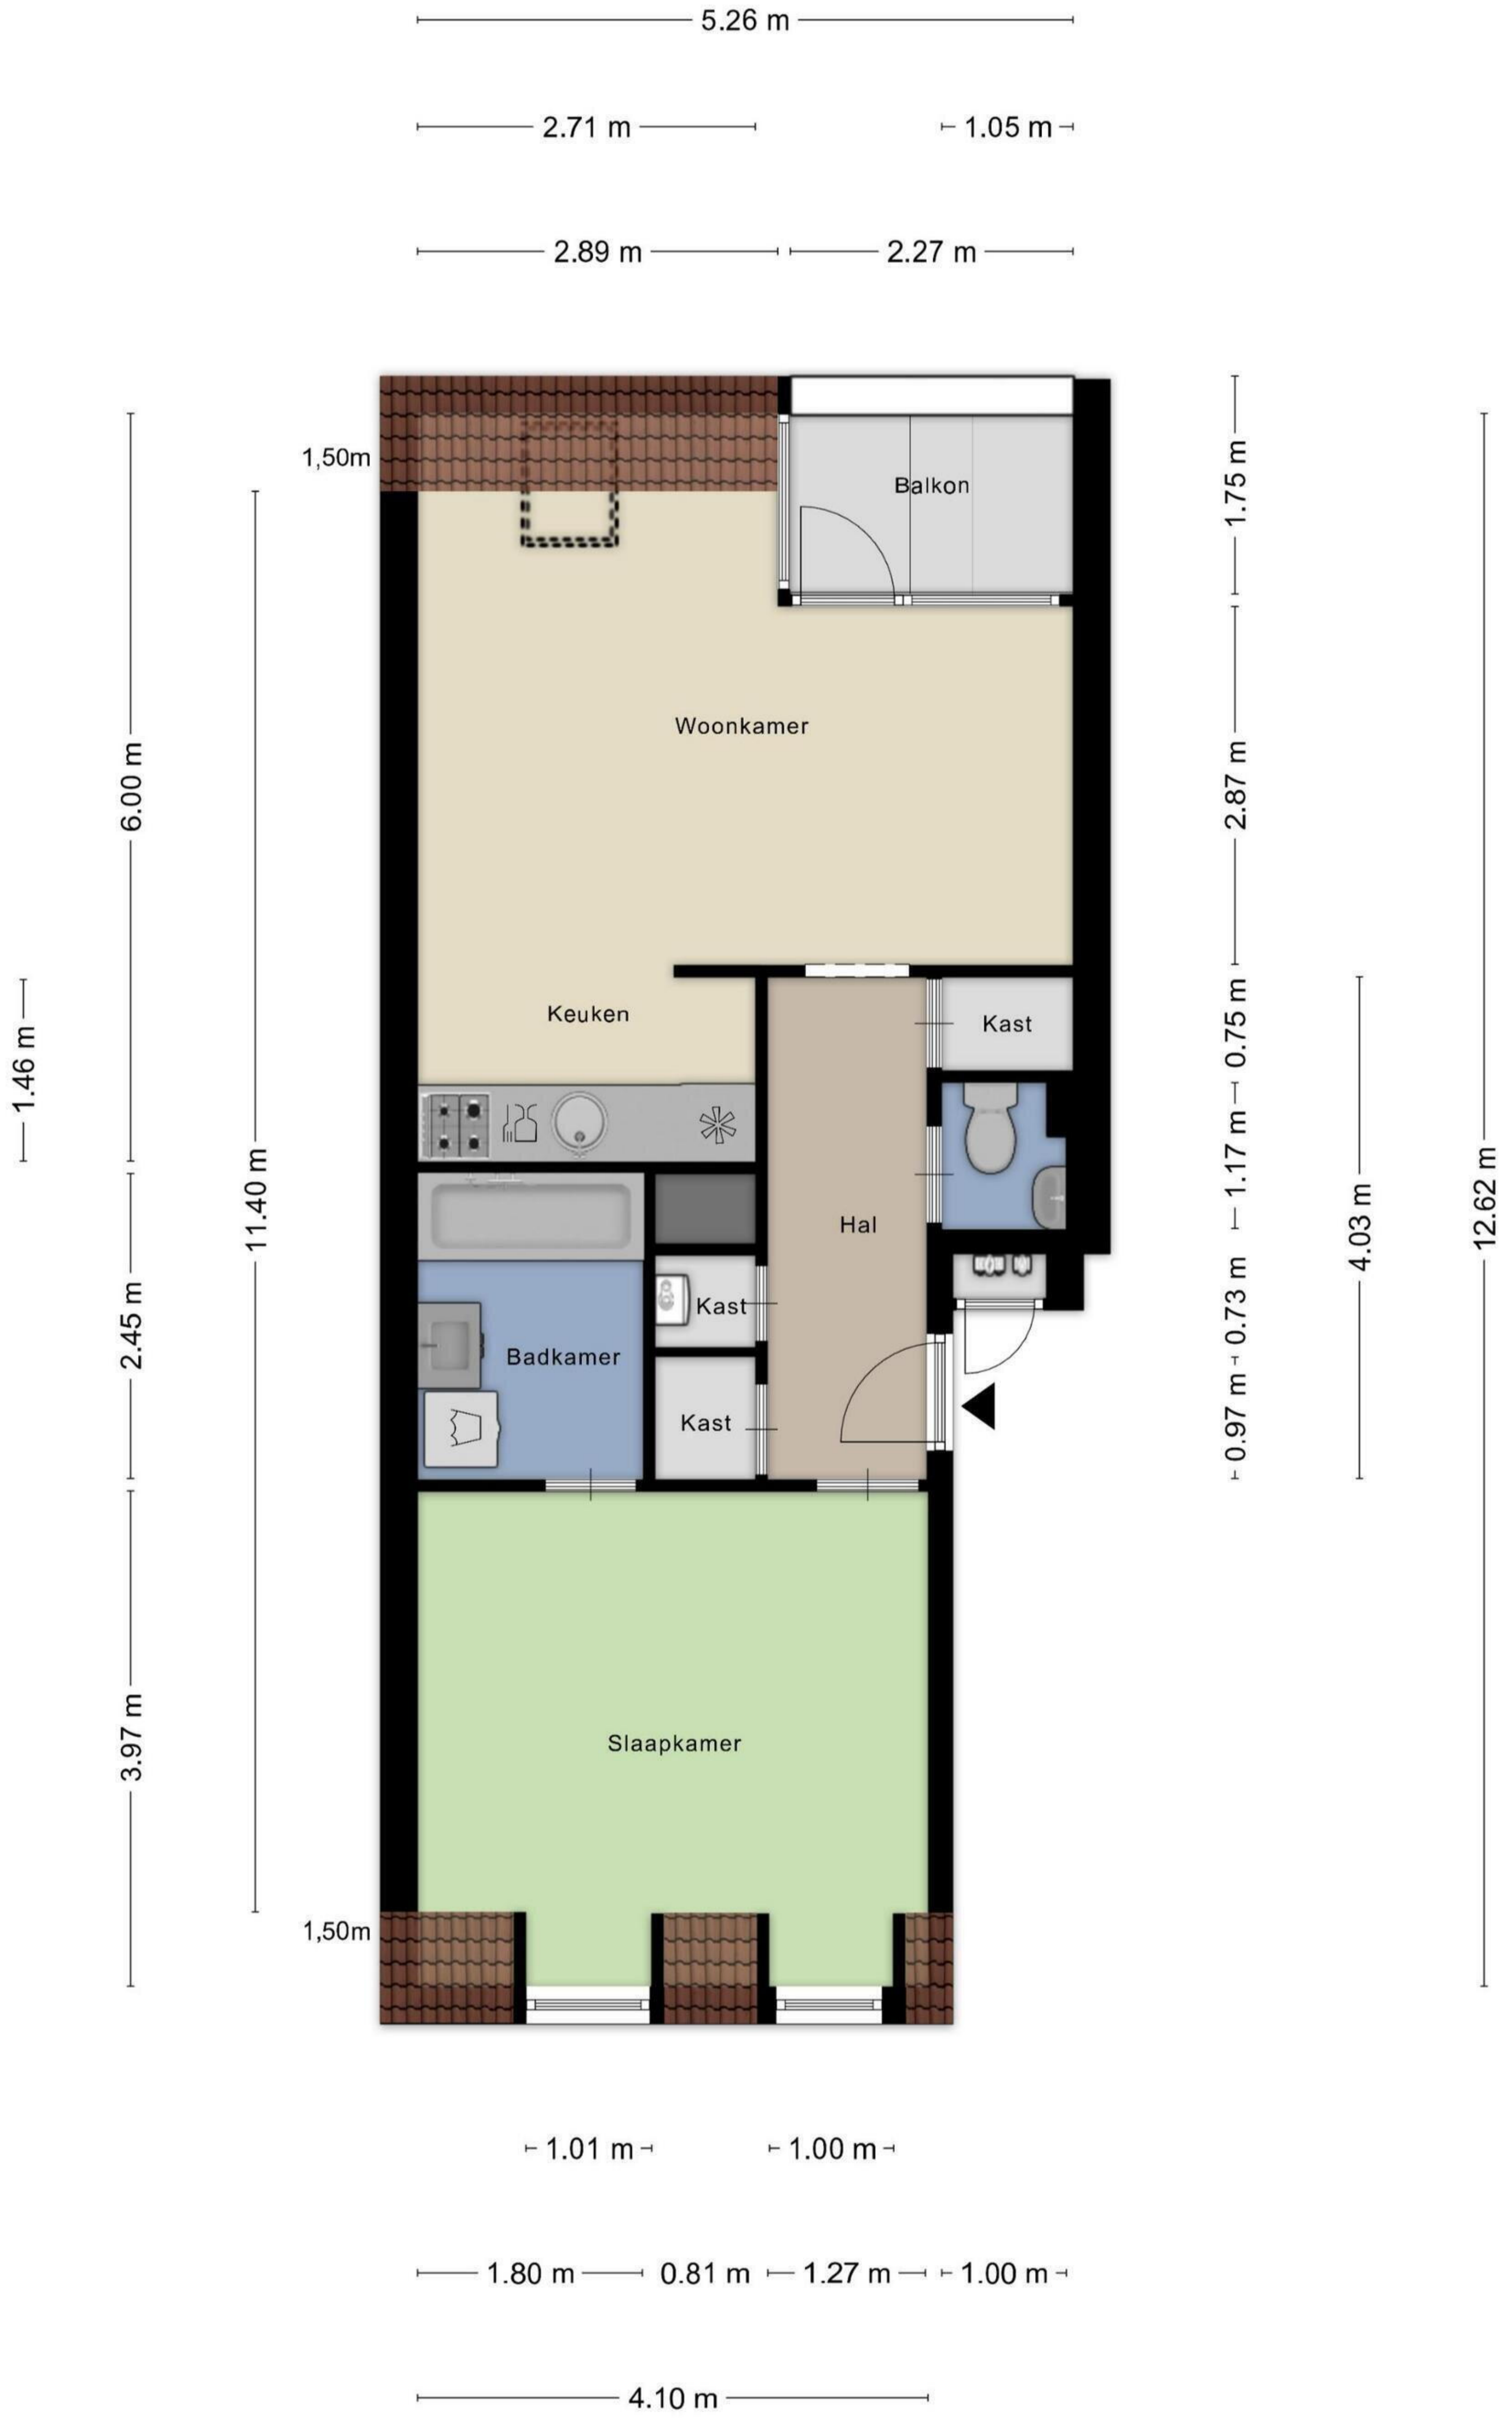 5.26 m
2.71 m
1.05 m
2.89 m
2.27 m
1,50m
Balkon
1.75 m
Woonkamer
6.00 m
2.87 m
Keuken
Kast
0.75 m
1.46 m
1.17 m
11.40 m
Hal
4.03 m
12.62 m
Kast
0.73 m
2.45 m
Badkamer
Kast
0.97 m
Slaapkamer
3.97 m
1,50m
1.01 m
1.00 m
1.80 m
0.81 m
1.27 m
1.00 m
4.10 m